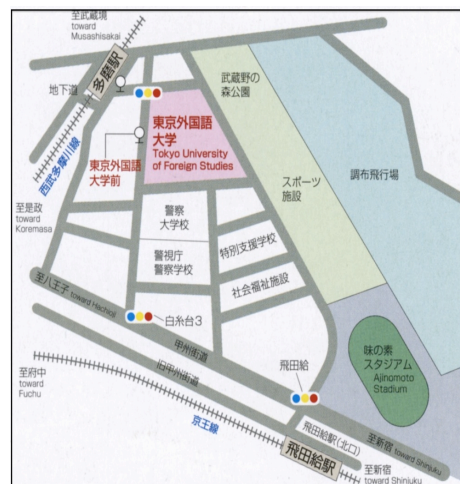 至武蔵境
toward
Musashisakai
多磨駅
地下道
西武多摩川線
武蔵野の
森公園
東京外国語
大学
Tokyo University
of Foreign Studies
東京外国語
大学前
スポーツ
施設
調布飛行場
至是政
toward
Koremasa
警察
大学校
警視庁
警察学校
特別支援学校
社会福祉施設
至八王子 toward Hachioji
白糸台3
甲州街道
旧甲州街道
味の素
スタジアム
Ajinomoto
Stadium
至府中
toward
Fuchu
京王線
飛田給
飛田給駅(北口)
飛田給駅
至新宿 toward Shinjuku
至新宿
toward Shinjuku